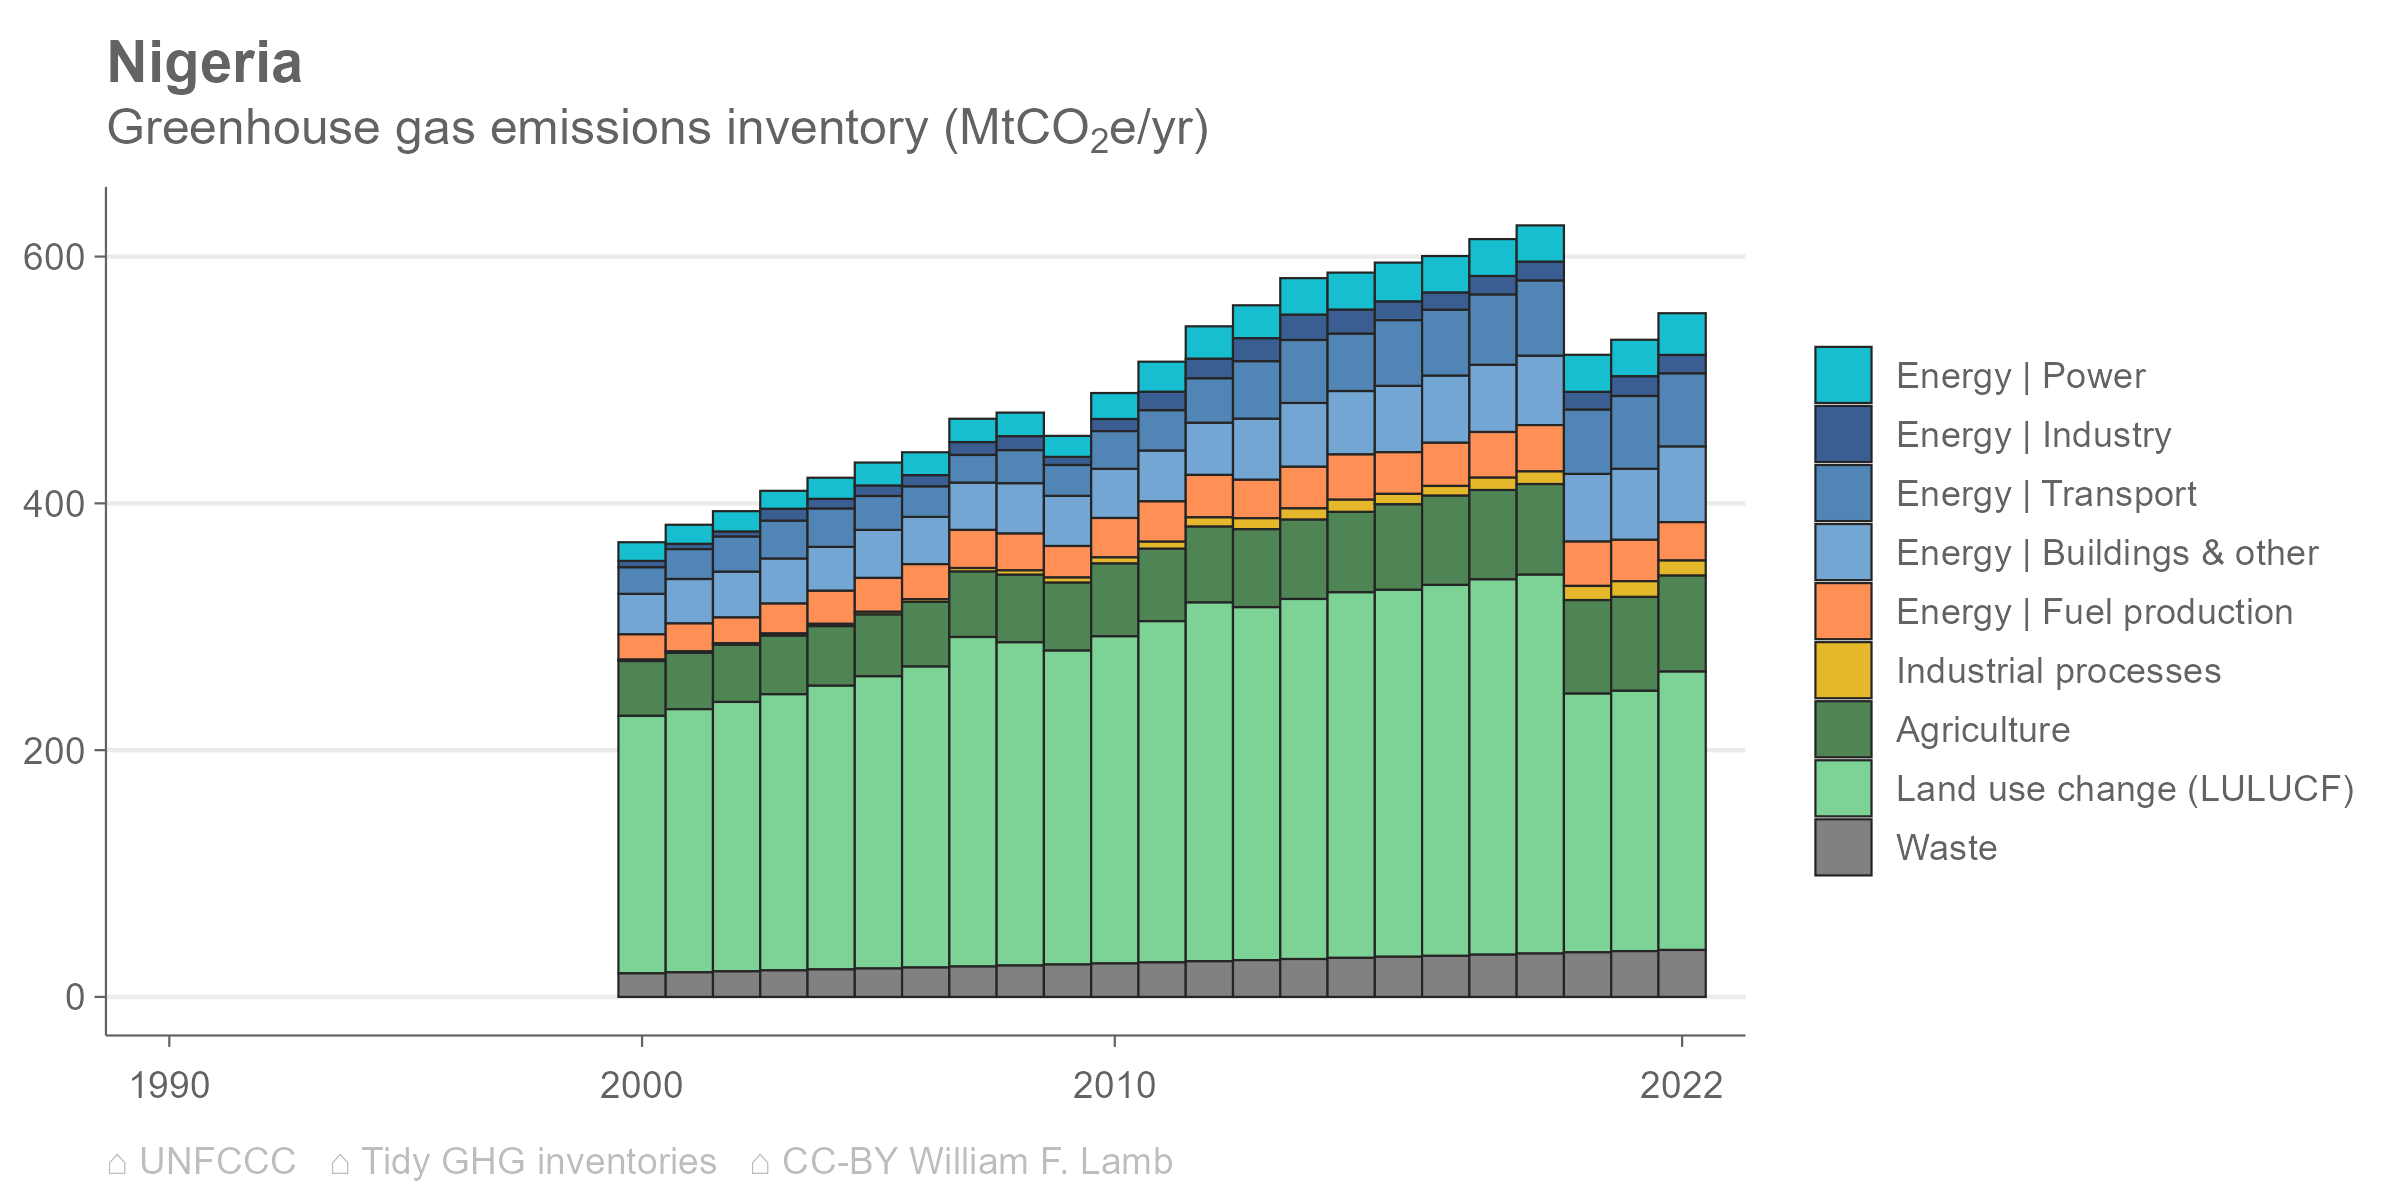 Nigeria
Greenhouse gas emissions inventory (MtCO₂e/yr)
600
400
200
0
1990
2000
2010
2022
Energy | Power
Energy | Industry
Energy | Transport
Energy | Buildings & other
Energy | Fuel production
Industrial processes
Agriculture
Land use change (LULUCF)
Waste
⌂ UNFCCC ⌂ Tidy GHG inventories ⌂ CC-BY William F. Lamb